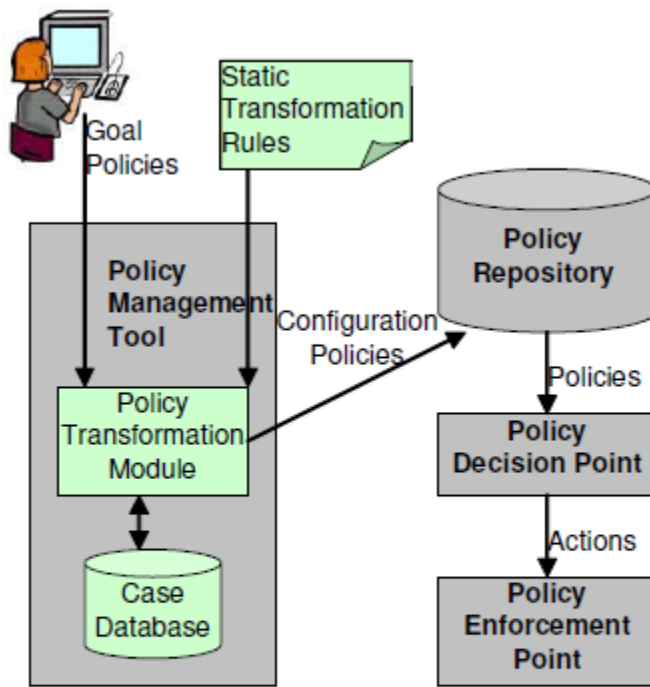 Goal
Policies
Static
Transformation
Rules
Policy
Management
Tool
Configuration
Policies
Policy
Repository
Policies
Policy
Transformation
Module
Policy
Decision Point
Actions
Case
Database
Policy
Enforcement
Point